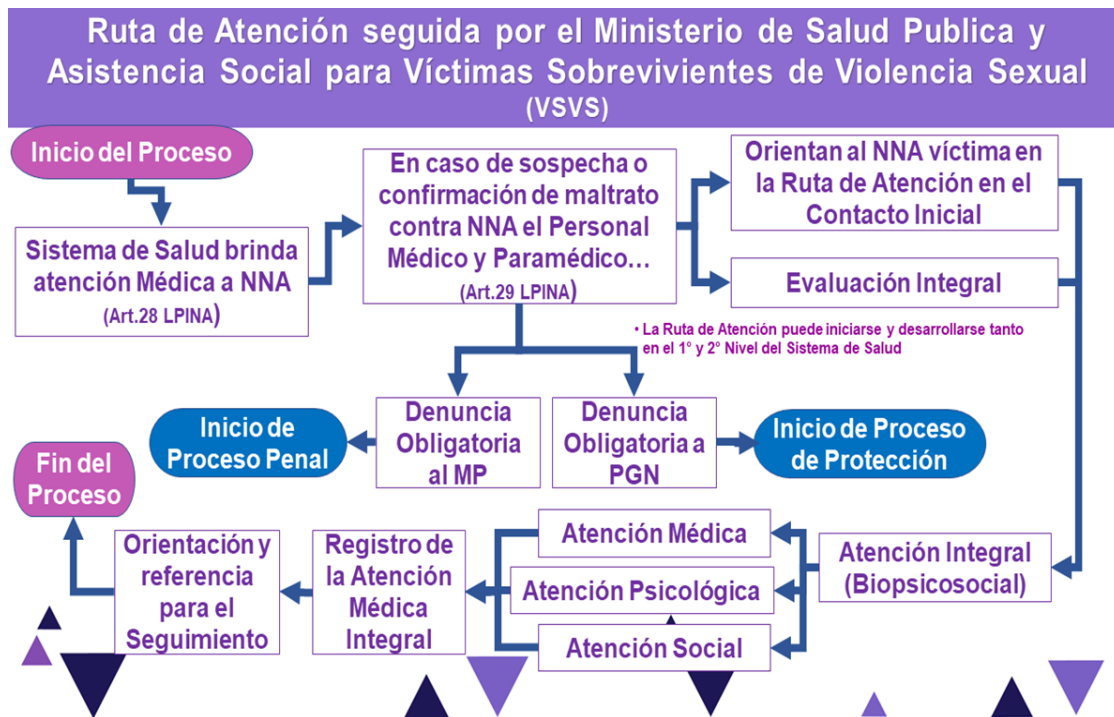 Ruta de Atención seguida por el Ministerio de Salud Publica y
Asistencia Social para Víctimas Sobrevivientes de Violencia Sexual
(VSVS)
Inicio del Proceso
Sistema de Salud brinda
atención Médica a NNA
(Art.28 LPINA)
En caso de sospecha o
confirmación de maltrato
contra NNA el Personal
Médico y Paramédico...
(Art.29 LPINA)
Orientan al NNA víctima en
la Ruta de Atención en el
Contacto Inicial
Evaluación Integral
• La Ruta de Atención puede iniciarse y desarrollarse tanto
en el 1° y 2° Nivel del Sistema de Salud
Denuncia
Obligatoria
al MP
Inicio de
Proceso Penal
Denuncia
Obligatoria a
PGN
Inicio de Proceso
de Protección
Atención Integral
(Biopsicosocial)
Atención Médica
Atención Psicológica
Atención Social
Registro de
la Atención
Médica
Integral
Orientación y
referencia
para el
Seguimiento
Fin del
Proceso